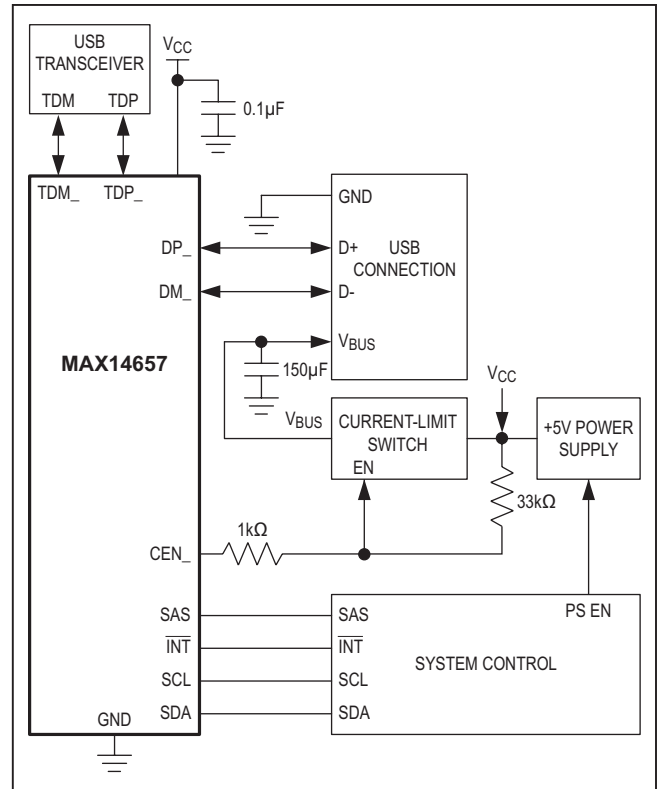 USB
TRANSCEIVER
TDM TDP
VCC
0.1µF
TDM_ TDP_
GND
DP_
D+ USB
CONNECTION
DM_
D-
VBUS
MAX14657
150µF
VCC
VBUS
CURRENT-LIMIT
SWITCH
EN
+5V POWER
SUPPLY
33kΩ
1kΩ
CEN_
PS EN
SAS SAS
INT INT
SYSTEM CONTROL
SCL SCL
SDA SDA
GND